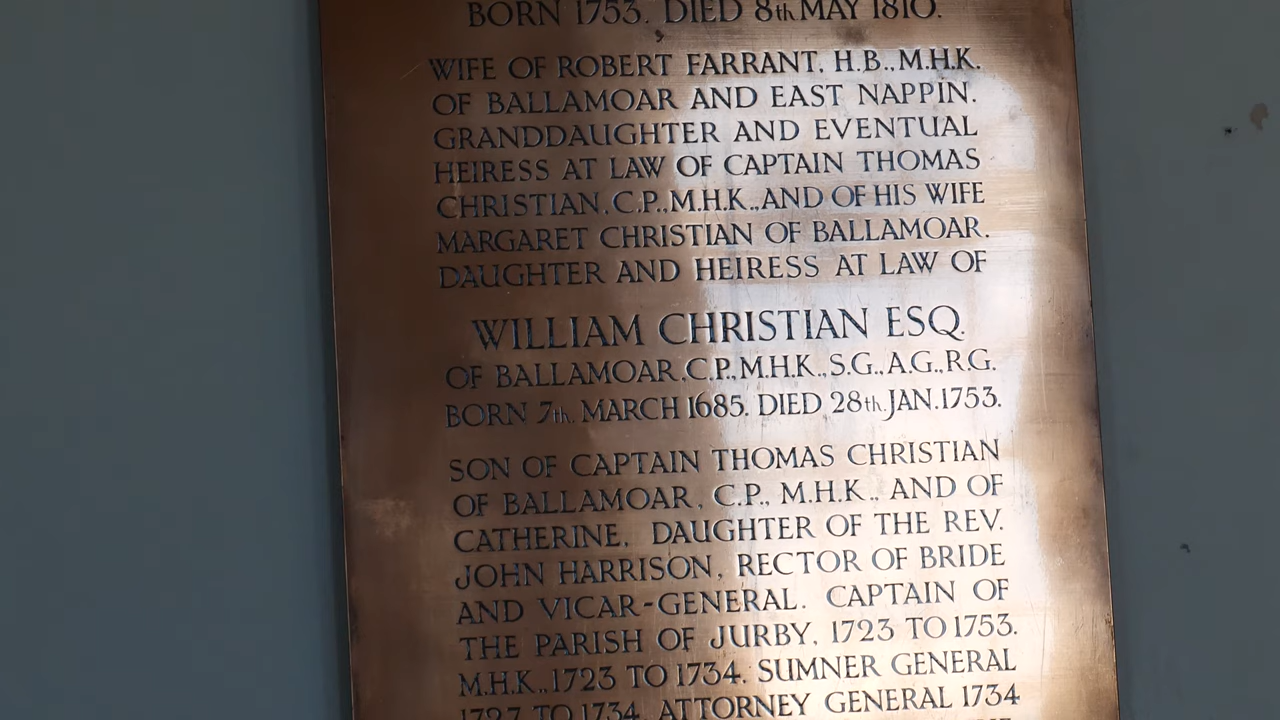 BORN 1753. DIED 8th MAY 1810.
WIFE OF ROBERT FARRANT, H.B., M.H.K.
OF BALLAMOAR AND EAST NAPPIN.
GRANDDAUGHTER AND EVENTUAL
HEIRESS AT LAW OF CAPTAIN THOMAS
CHRISTIAN, C.P., M.H.K., AND OF HIS WIFE
MARGARET CHRISTIAN OF BALLAMOAR.
DAUGHTER AND HEIRESS AT LAW OF
WILLIAM CHRISTIAN ESQ.
OF BALLAMOAR, C.P., M.H.K., S.G., A.G., R.G.
BORN 7th. MARCH 1685. DIED 28th. JAN. 1753.
SON OF CAPTAIN THOMAS CHRISTIAN
OF BALLAMOAR, C.P., M.H.K., AND OF
CATHERINE, DAUGHTER OF THE REV.
JOHN HARRISON, RECTOR OF BRIDE
AND VICAR-GENERAL. CAPTAIN OF
THE PARISH OF JURBY, 1723 TO 1753.
M.H.K., 1723 TO 1734. SUMNER GENERAL
1727 TO 1734. ATTORNEY GENERAL 1734